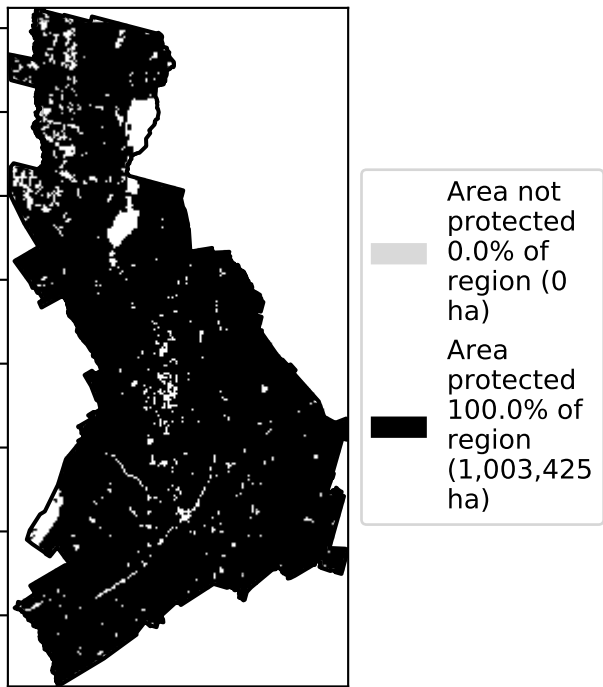 Area not
protected
0.0% of
region (0
ha)
Area
protected
100.0% of
region
(1,003,425
ha)